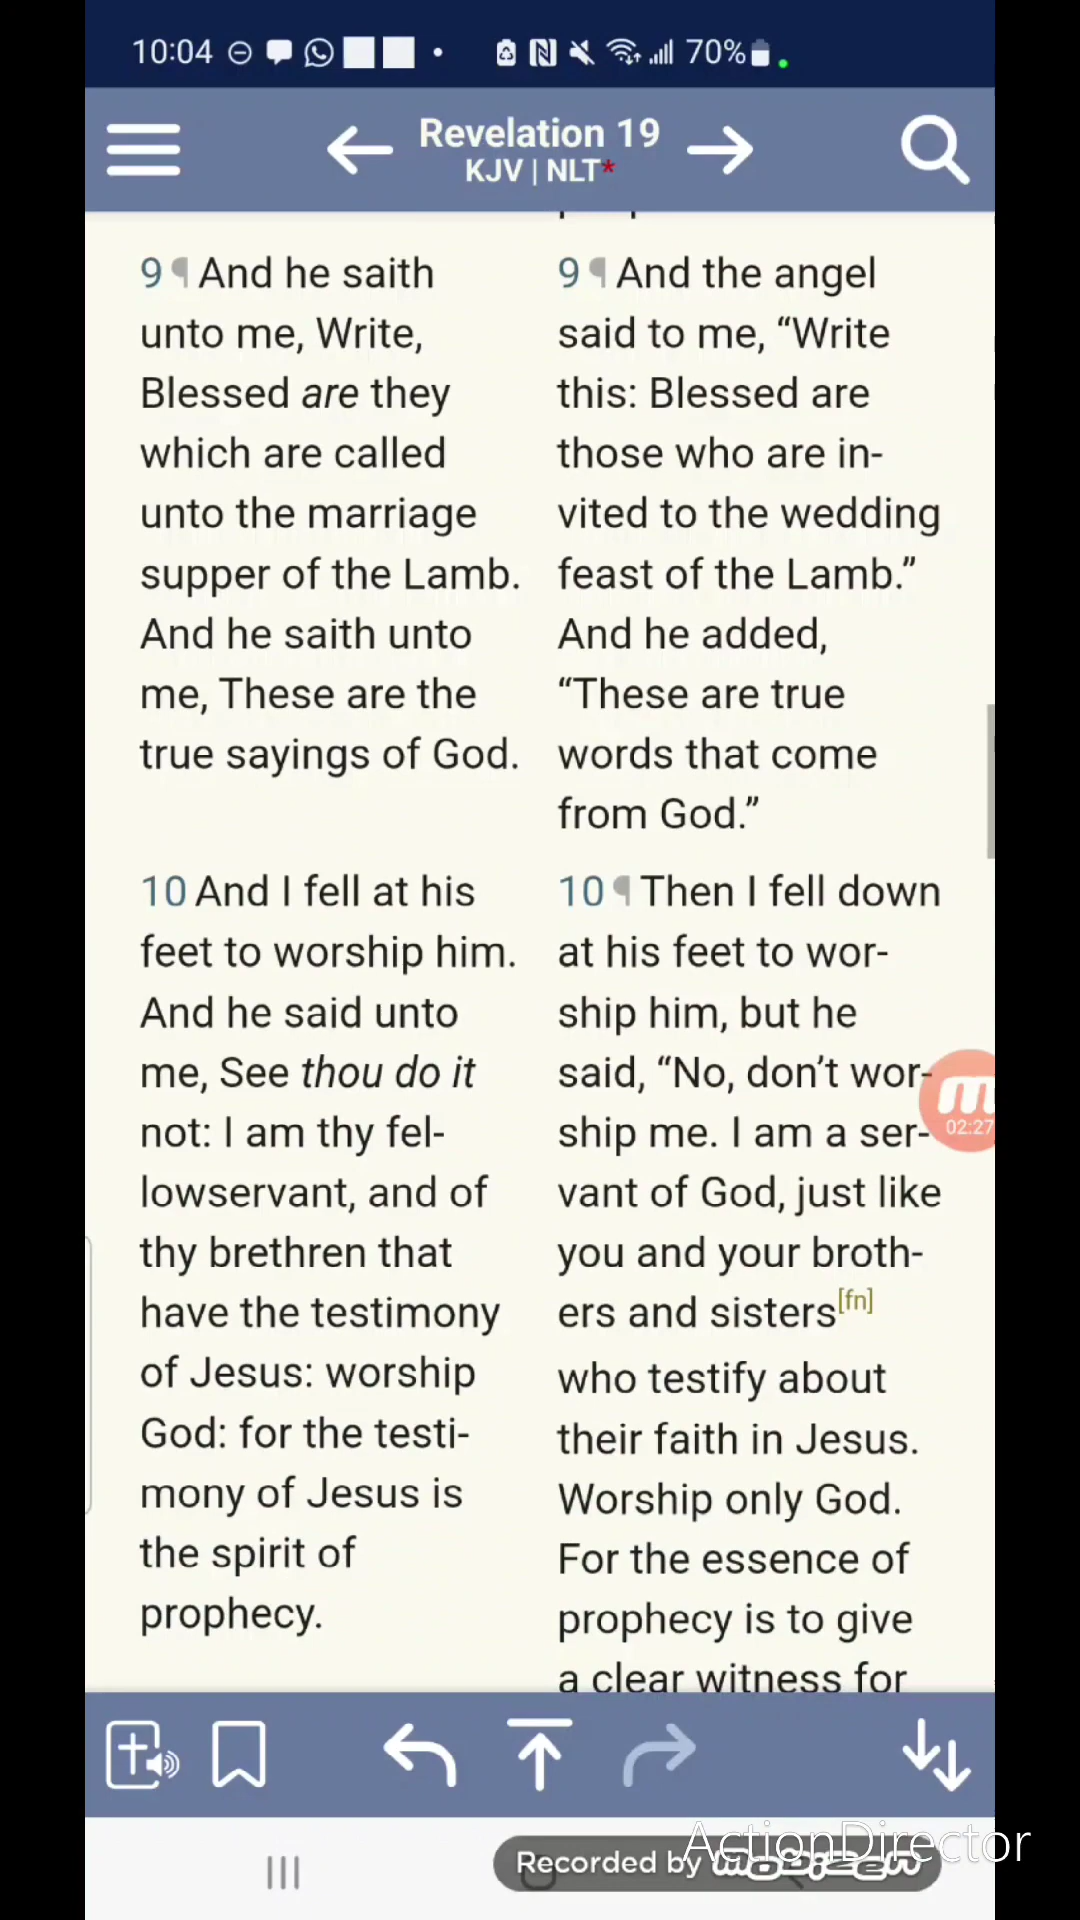 10:04
70%
Revelation 19
KJV | NLT*
9 ¶ And he saith
unto me, Write,
Blessed are they
which are called
unto the marriage
supper of the Lamb.
And he saith unto
me, These are the
true sayings of God.
9 ¶ And the angel
said to me, “Write
this: Blessed are
those who are in-
vited to the wedding
feast of the Lamb.”
And he added,
“These are true
words that come
from God.”
10 And I fell at his
feet to worship him.
And he said unto
me, See thou do it
not: I am thy fel-
lowservant, and of
thy brethren that
have the testimony
of Jesus: worship
God: for the testi-
mony of Jesus is
the spirit of
prophecy.
10 ¶ Then I fell down
at his feet to wor-
ship him, but he
said, “No, don’t wor-
ship me. I am a ser-
vant of God, just like
you and your broth-
ers and sisters[fn]
who testify about
their faith in Jesus.
Worship only God.
For the essence of
prophecy is to give
a clear witness for
02:27
ActionDirector
Recorded by mobizen